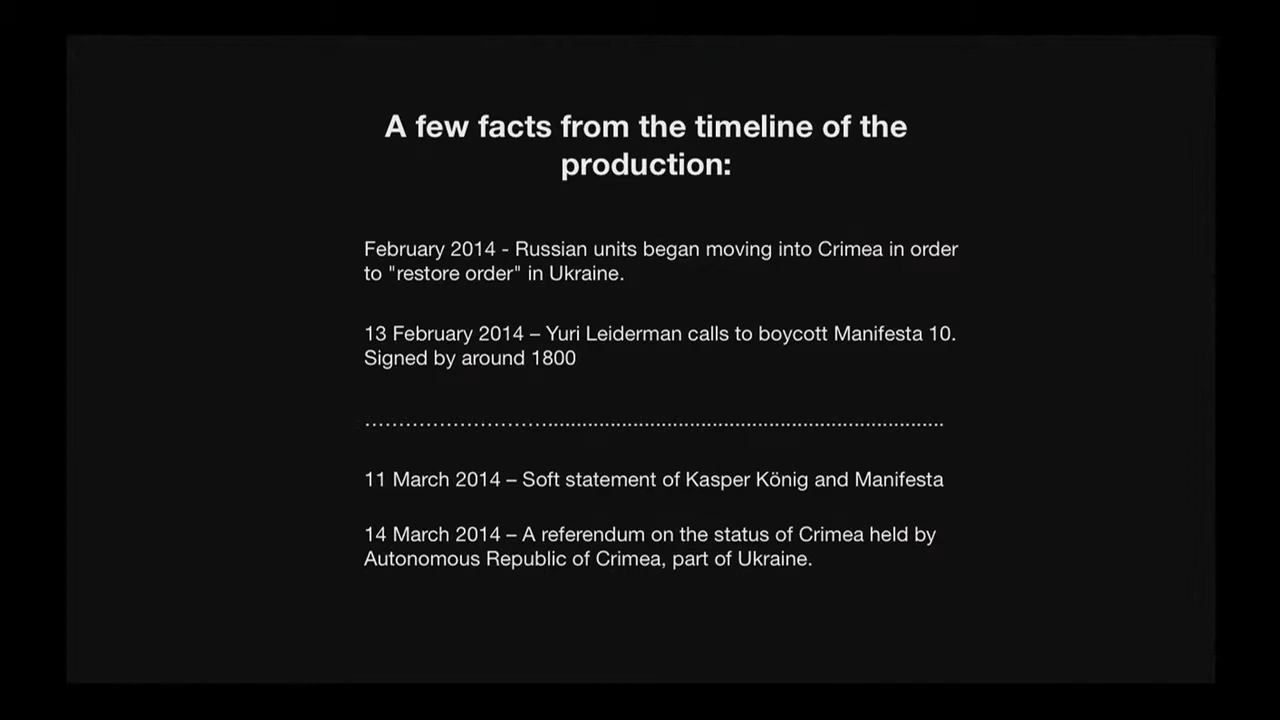 A few facts from the timeline of the
production:
February 2014 - Russian units began moving into Crimea in order
to "restore order" in Ukraine.
13 February 2014 – Yuri Leiderman calls to boycott Manifesta 10.
Signed by around 1800
................................................................................................
11 March 2014 – Soft statement of Kasper König and Manifesta
14 March 2014 – A referendum on the status of Crimea held by
Autonomous Republic of Crimea, part of Ukraine.